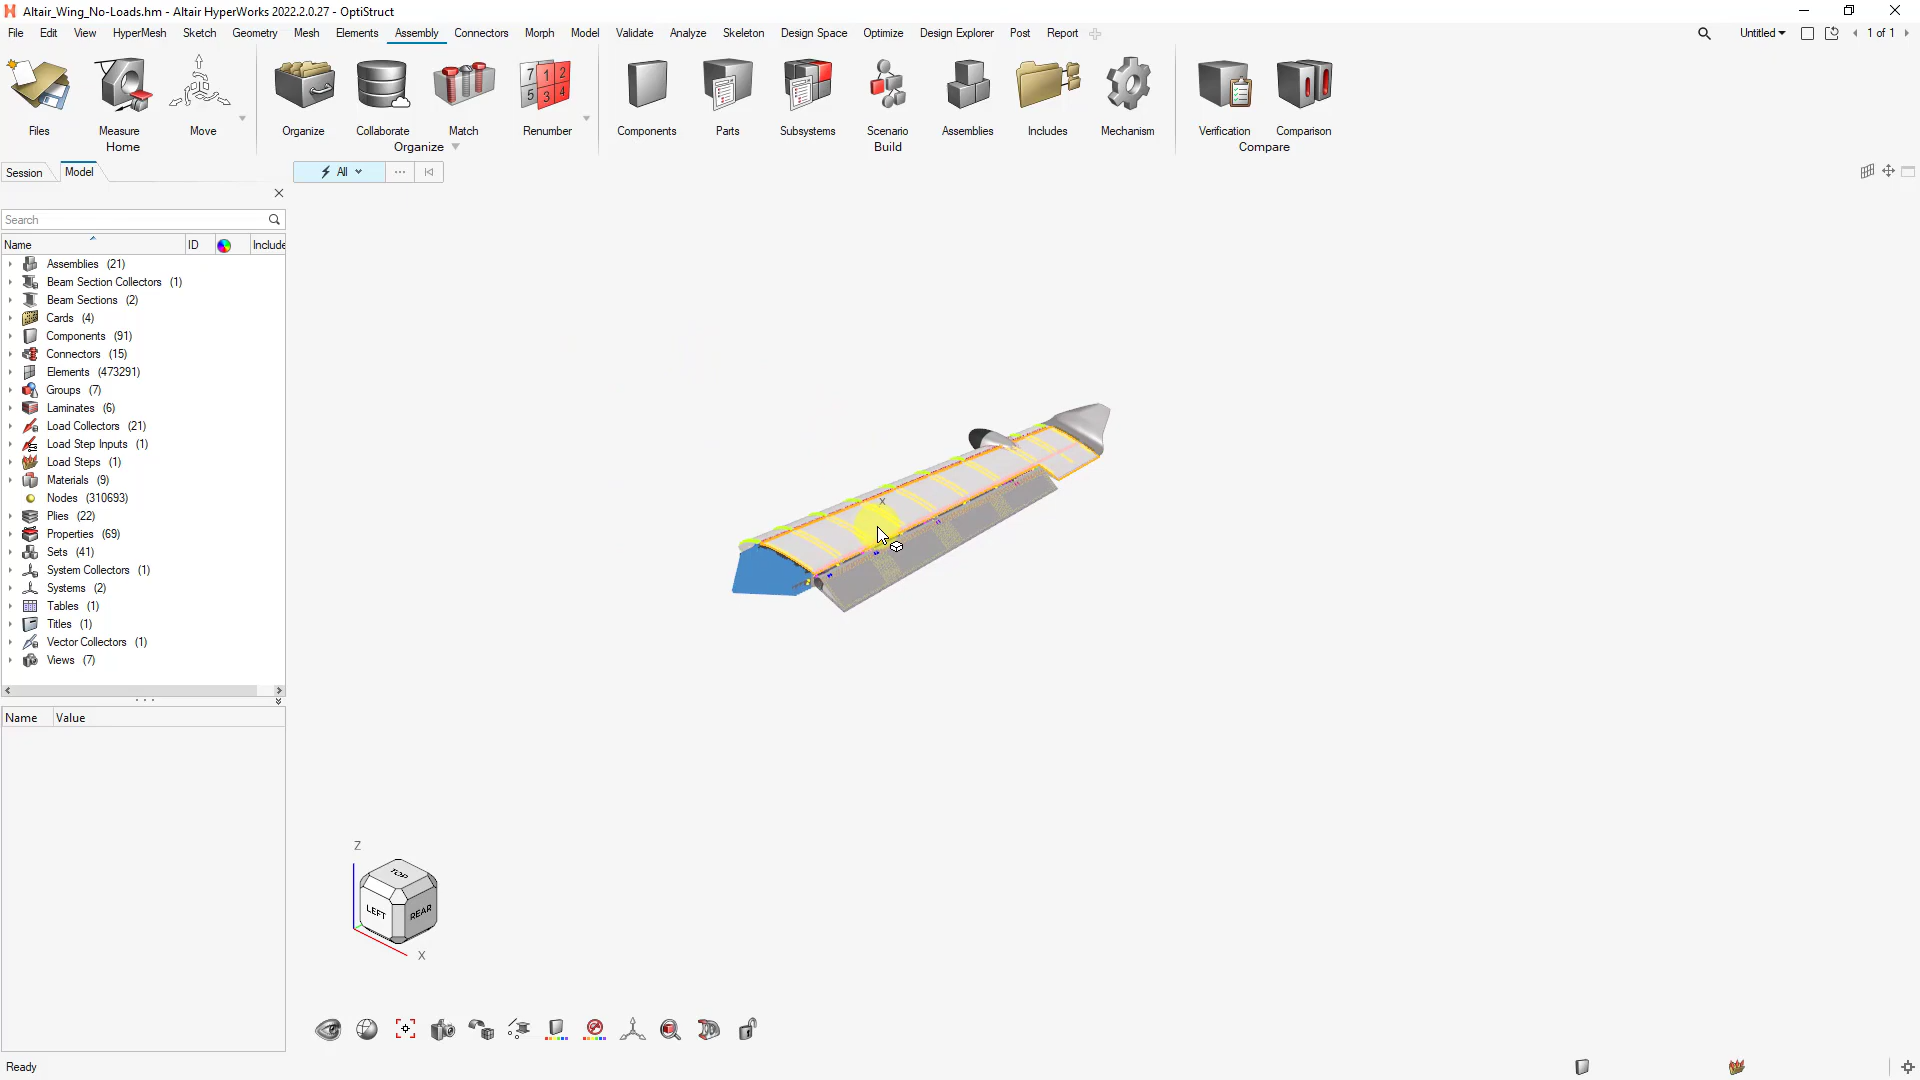 Altair_Wing_No-Loads.hm - Altair HyperWorks 2022.2.0.27 - OptiStruct
File Edit View HyperMesh Sketch Geometry Mesh Elements Assembly Connectors Morph Model Validate Analyze Skeleton Design Space Optimize Design Explorer Post Report Untitled 1 of 1
7 1 2
5 3 4
Files Measure Move Organize Collaborate Match Renumber Components Parts Subsystems Scenario Assemblies Includes Mechanism Verification Comparison
Home Organize Build Compare
Session Model All
Search
Name ID Include
Assemblies (21)
Beam Section Collectors (1)
Beam Sections (2)
Cards (4)
Components (91)
Connectors (15)
Elements (473291)
Groups (7)
Laminates (6)
Load Collectors (21)
Load Step Inputs (1)
Load Steps (1)
Materials (9)
Nodes (310693)
Plies (22)
Properties (69)
Sets (41)
System Collectors (1)
Systems (2)
Tables (1)
Titles (1)
Vector Collectors (1)
Views (7)
Name Value
X
Z
TOP
LEFT REAR
X
Ready